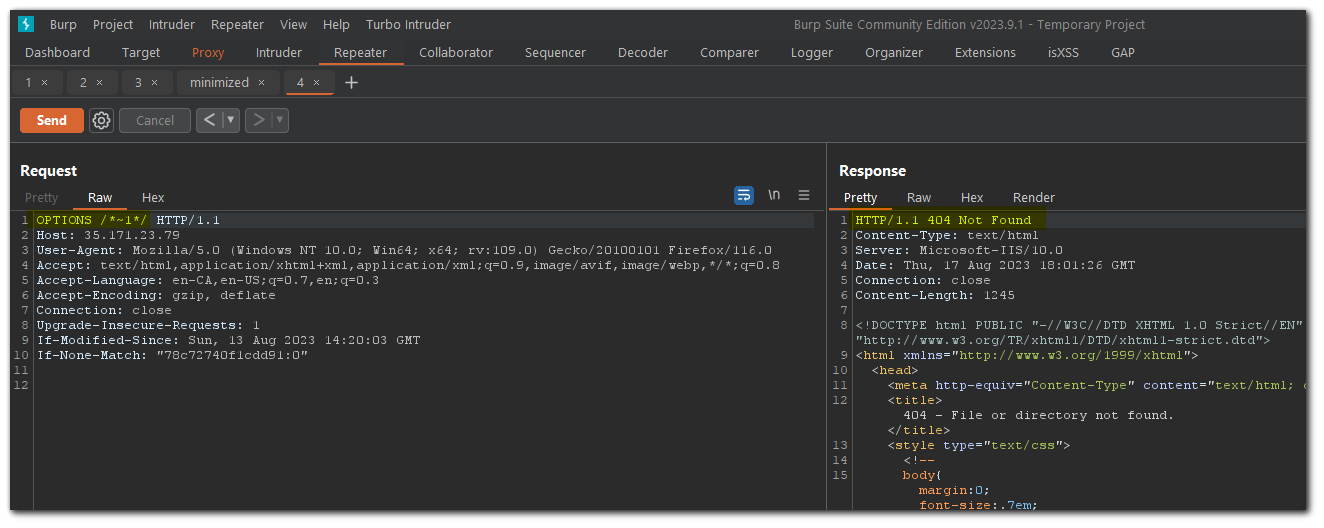 Burp Project Intruder Repeater View Help Turbo Intruder Burp Suite Community Edition v2023.9.1 - Temporary Project
Dashboard Target Proxy Intruder Repeater Collaborator Sequencer Decoder Comparer Logger Organizer Extensions isXSS GAP
1 × 2 × 3 × minimized × 4 × +
Send Cancel < ▼ > ▼
Request
Pretty Raw Hex \n
1 OPTIONS /*~1*/ HTTP/1.1
2 Host: 35.171.23.79
3 User-Agent: Mozilla/5.0 (Windows NT 10.0; Win64; x64; rv:109.0) Gecko/20100101 Firefox/116.0
4 Accept: text/html,application/xhtml+xml,application/xml;q=0.9,image/avif,image/webp,*/*;q=0.8
5 Accept-Language: en-CA,en-US;q=0.7,en;q=0.3
6 Accept-Encoding: gzip, deflate
7 Connection: close
8 Upgrade-Insecure-Requests: 1
9 If-Modified-Since: Sun, 13 Aug 2023 14:20:03 GMT
10 If-None-Match: "78c72740f1cdd91:0"
11
12
Response
Pretty Raw Hex Render
1 HTTP/1.1 404 Not Found
2 Content-Type: text/html
3 Server: Microsoft-IIS/10.0
4 Date: Thu, 17 Aug 2023 18:01:26 GMT
5 Connection: close
6 Content-Length: 1245
7
8 <!DOCTYPE html PUBLIC "-//W3C//DTD XHTML 1.0 Strict//EN"
"http://www.w3.org/TR/xhtml1/DTD/xhtml1-strict.dtd">
9 <html xmlns="http://www.w3.org/1999/xhtml">
10 <head>
11 <meta http-equiv="Content-Type" content="text/html;
12 <title>
404 - File or directory not found.
</title>
13 <style type="text/css">
14 <!--
15 body{
margin:0;
font-size:.7em;